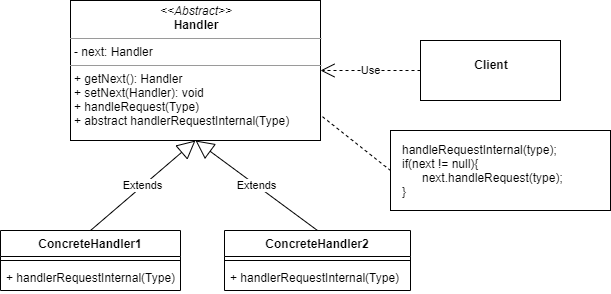 <<Abstract>>
Handler
- next: Handler
+ getNext(): Handler
+ setNext(Handler): void
+ handleRequest(Type)
+ abstract handlerRequestInternal(Type)
Use
Client
handleRequestInternal(type);
if(next != null){
next.handleRequest(type);
}
Extends
Extends
ConcreteHandler1
+ handlerRequestInternal(Type)
ConcreteHandler2
+ handlerRequestInternal(Type)